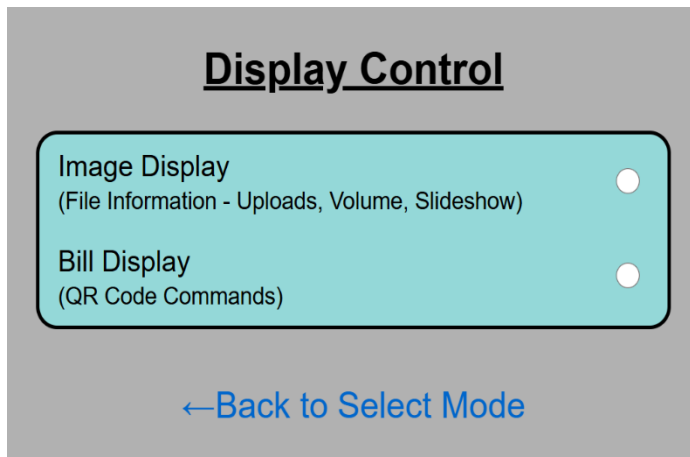 Display Control
Image Display
(File Information - Uploads, Volume, Slideshow)
Bill Display
(QR Code Commands)
←Back to Select Mode